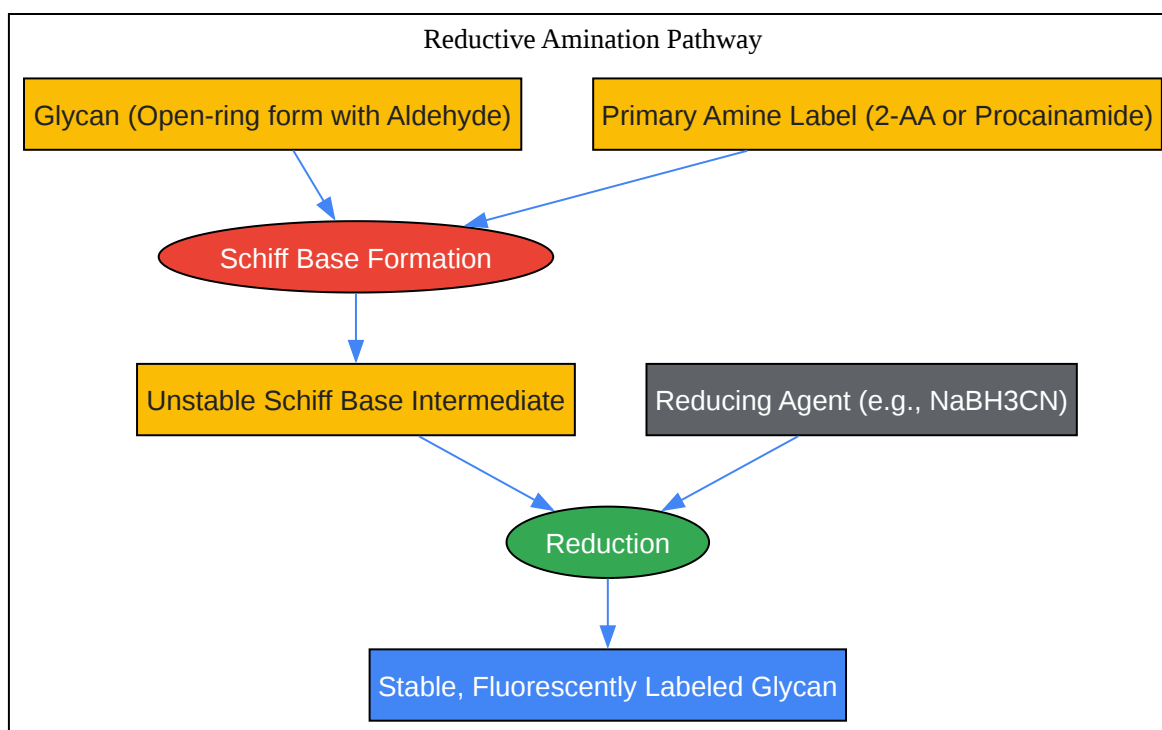 Reductive Amination Pathway
Glycan (Open-ring form with Aldehyde)
Primary Amine Label (2-AA or Procainamide)
Schiff Base Formation
Unstable Schiff Base Intermediate
Reducing Agent (e.g., NaBH3CN)
Reduction
Stable, Fluorescently Labeled Glycan